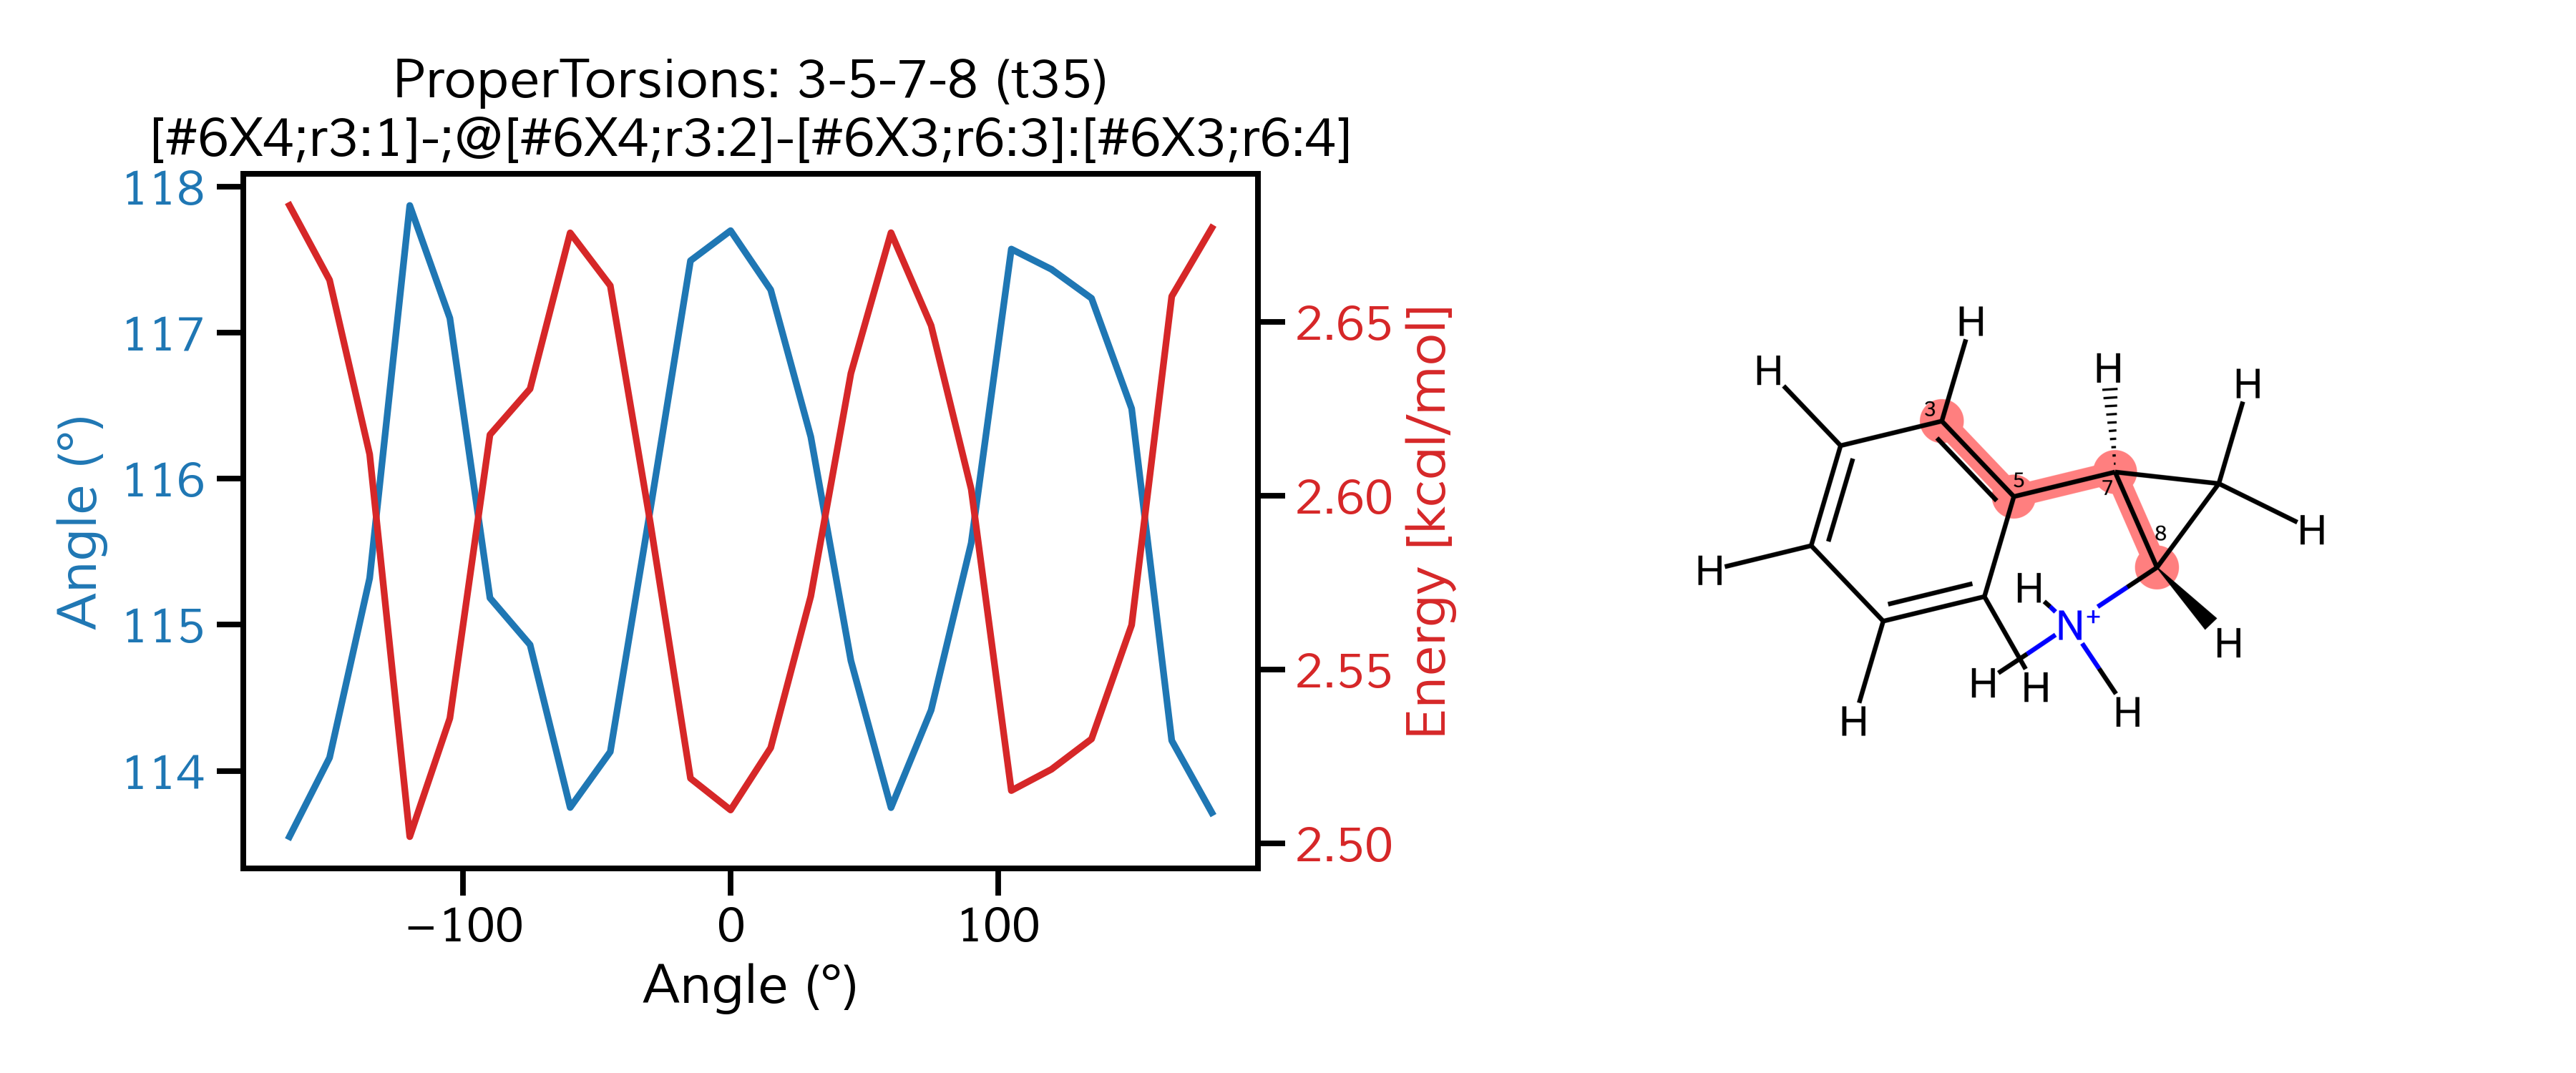 ProperTorsions: 3-5-7-8 (t35)
[#6X4;r3:1]-;@[#6X4;r3:2]-[#6X3;r6:3]:[#6X3;r6:4]
118
117
116
115
114
Angle (°)
2.65
2.60
2.55
2.50
Energy [kcal/mol]
−100
0
100
Angle (°)
H
H
H
H
3
5
7
8
H
H
H
N+
H
H
H
H
H